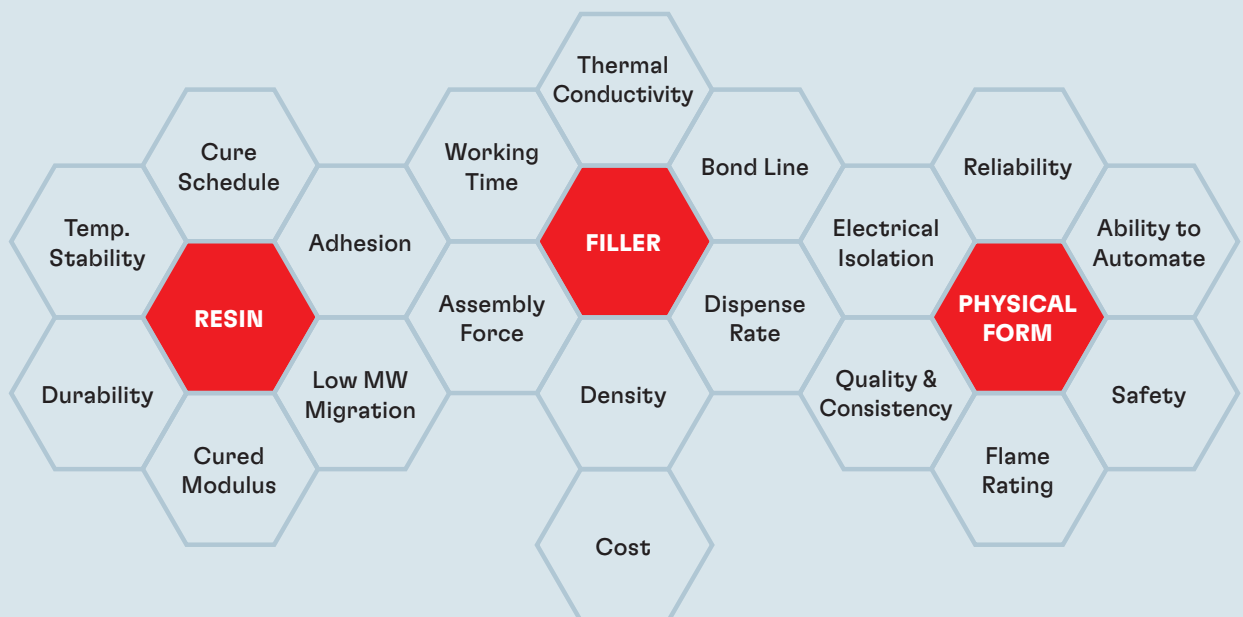 Thermal
Conductivity
Cure
Schedule
Working
Time
Bond Line
Reliability
Temp.
Stability
Adhesion
FILLER
Electrical
Isolation
Ability to
Automate
RESIN
Assembly
Force
Dispense
Rate
PHYSICAL
FORM
Durability
Low MW
Migration
Density
Quality &
Consistency
Safety
Cured
Modulus
Flame
Rating
Cost